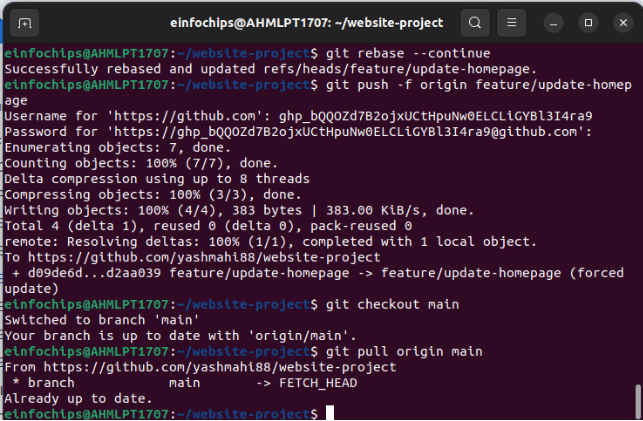 einfochips@AHMLPT1707: ~/website-project
einfochips@AHMLPT1707:~/website-project$ git rebase --continue
Successfully rebased and updated refs/heads/feature/update-homepage.
einfochips@AHMLPT1707:~/website-project$ git push -f origin feature/update-homep
age
Username for 'https://github.com': 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
Password for 'https://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@github.com':
Enumerating objects: 7, done.
Counting objects: 100% (7/7), done.
Delta compression using up to 8 threads
Compressing objects: 100% (3/3), done.
Writing objects: 100% (4/4), 383 bytes | 383.00 KiB/s, done.
Total 4 (delta 1), reused 0 (delta 0), pack-reused 0
remote: Resolving deltas: 100% (1/1), completed with 1 local object.
To https://github.com/yashmahi88/website-project
 + d09de6d...d2aa039 feature/update-homepage -> feature/update-homepage (forced
update)
einfochips@AHMLPT1707:~/website-project$ git checkout main
Switched to branch 'main'
Your branch is up to date with 'origin/main'.
einfochips@AHMLPT1707:~/website-project$ git pull origin main
From https://github.com/yashmahi88/website-project
 * branch            main       -> FETCH_HEAD
Already up to date.
einfochips@AHMLPT1707:~/website-project$